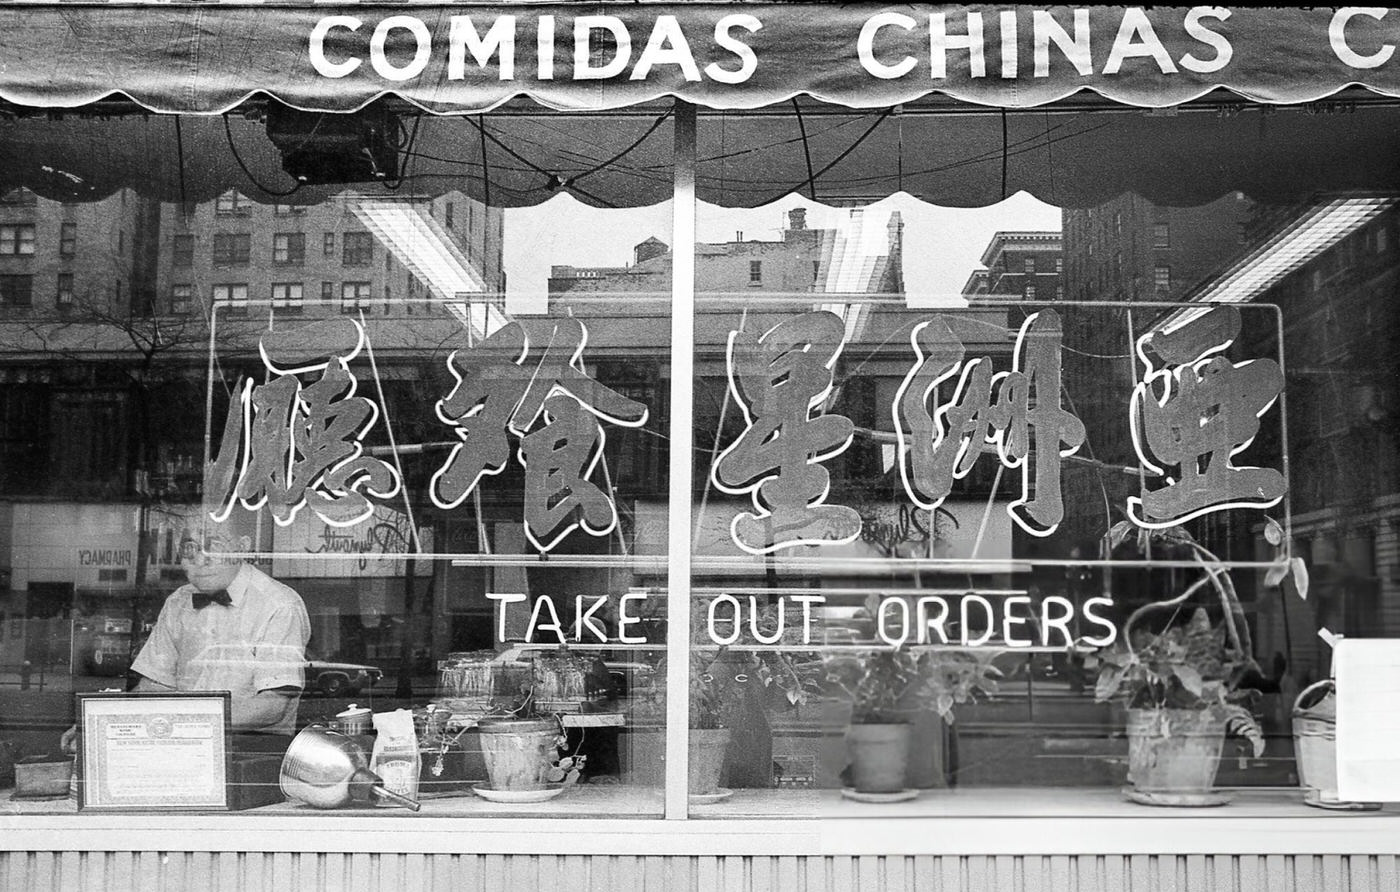 COMIDAS CHINAS C
亞洲星餐廳
TAKE OUT ORDERS
PHARMACY